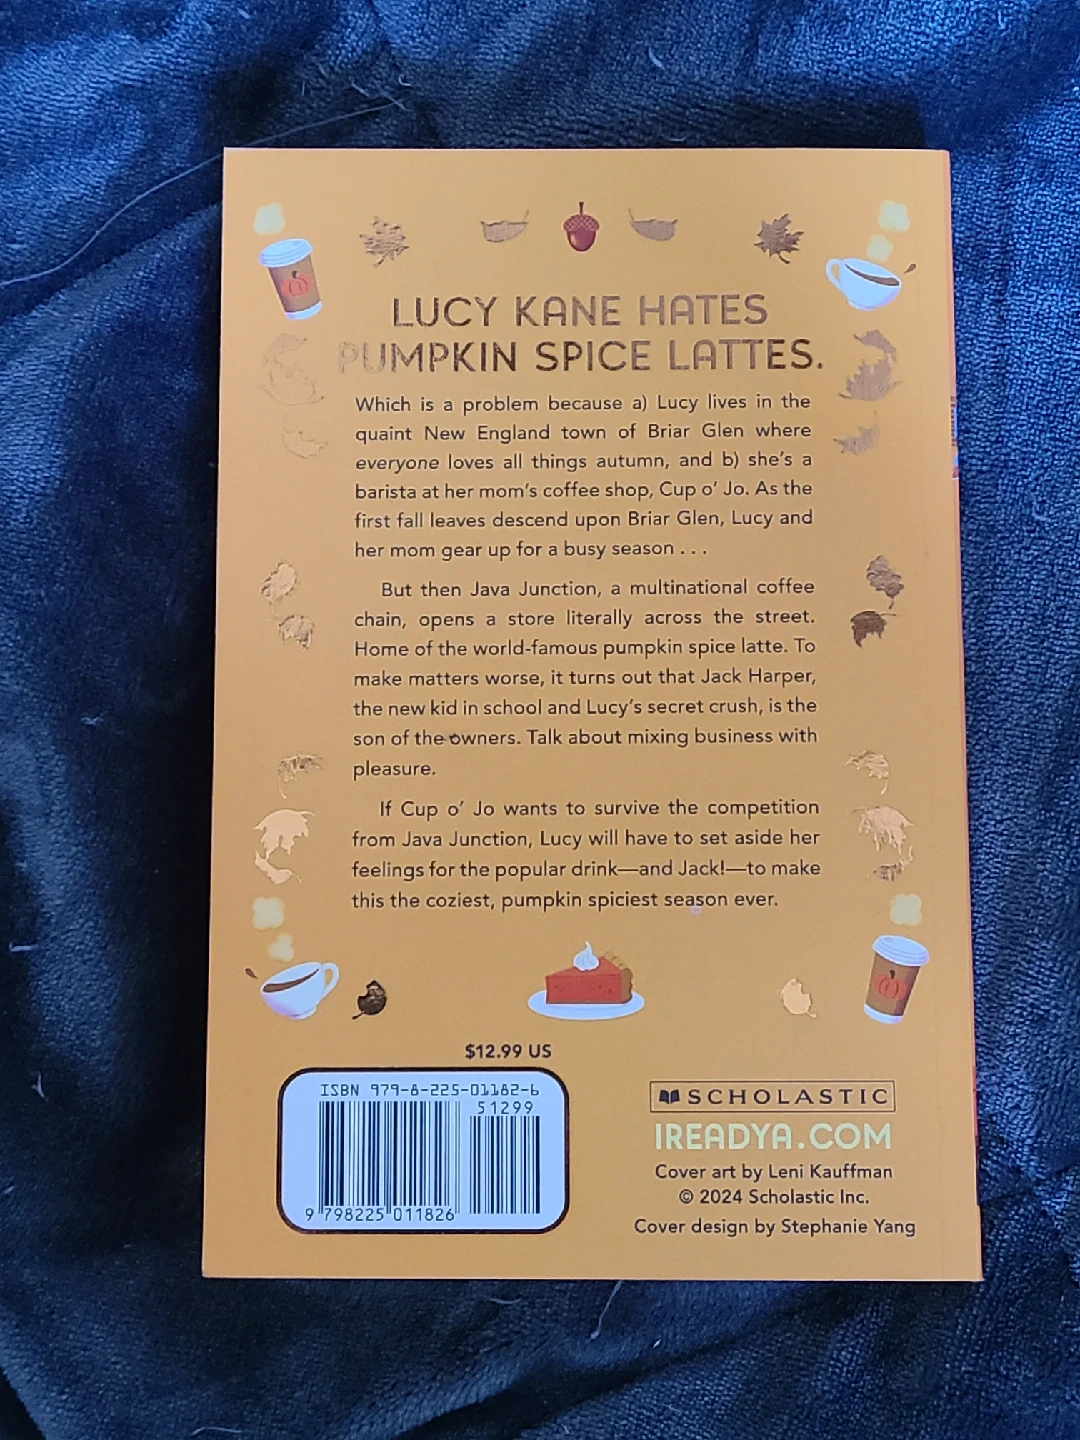 LUCY KANE HATES
PUMPKIN SPICE LATTES.
Which is a problem because a) Lucy lives in the
quaint New England town of Briar Glen where
everyone loves all things autumn, and b) she's a
barista at her mom's coffee shop, Cup o' Jo. As the
first fall leaves descend upon Briar Glen, Lucy and
her mom gear up for a busy season . . .
But then Java Junction, a multinational coffee
chain, opens a store literally across the street.
Home of the world-famous pumpkin spice latte. To
make matters worse, it turns out that Jack Harper,
the new kid in school and Lucy's secret crush, is the
son of the owners. Talk about mixing business with
pleasure.
If Cup o' Jo wants to survive the competition
from Java Junction, Lucy will have to set aside her
feelings for the popular drink—and Jack!—to make
this the coziest, pumpkin spiciest season ever.
$12.99 US
ISBN 979-8-225-01182-6
51299
9 798225 011826
SCHOLASTIC
IREADYA.COM
Cover art by Leni Kauffman
© 2024 Scholastic Inc.
Cover design by Stephanie Yang